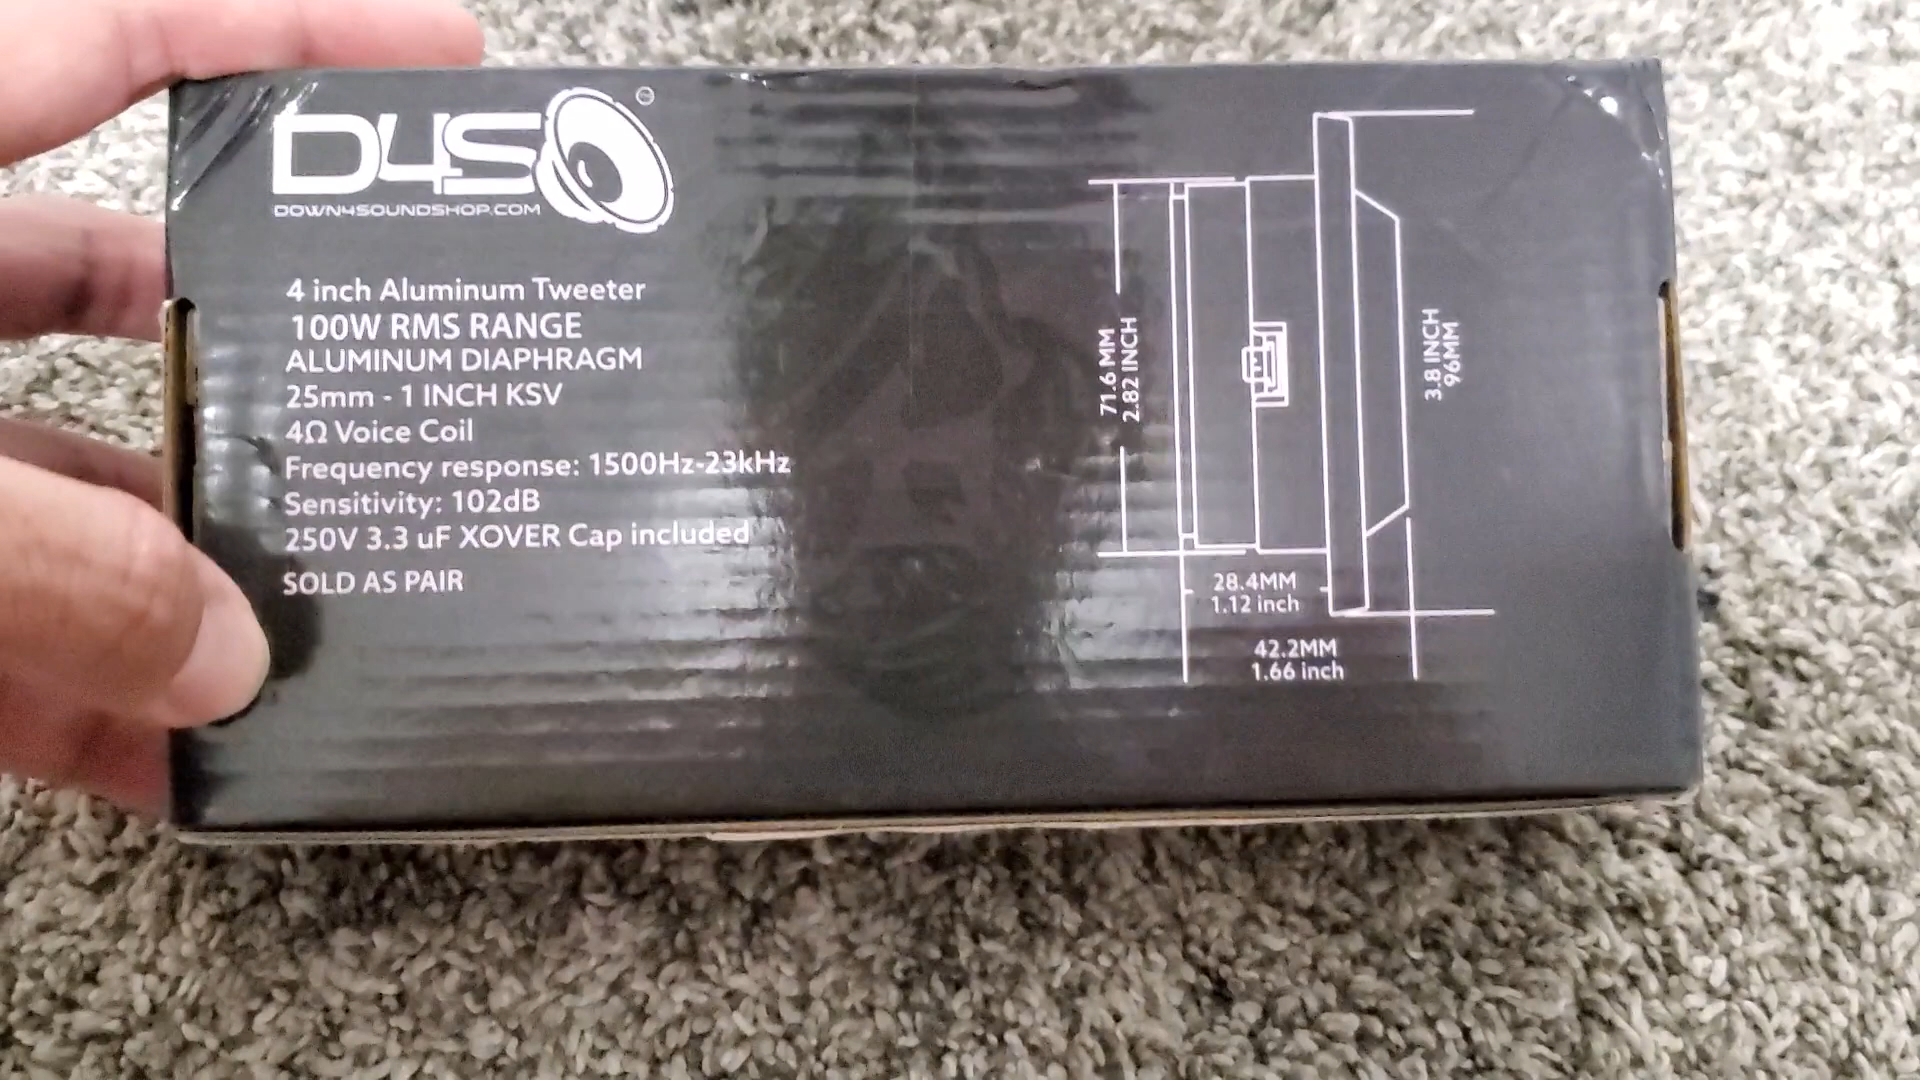 D4S
DOWN4SOUNDSHOP.COM
4 inch Aluminum Tweeter
100W RMS RANGE
ALUMINUM DIAPHRAGM
25mm - 1 INCH KSV
4Ω Voice Coil
Frequency response: 1500Hz-23kHz
Sensitivity: 102dB
250V 3.3 uF XOVER Cap included
SOLD AS PAIR
71.6 MM
2.82 INCH
3.8 INCH
96MM
28.4MM
1.12 inch
42.2MM
1.66 inch